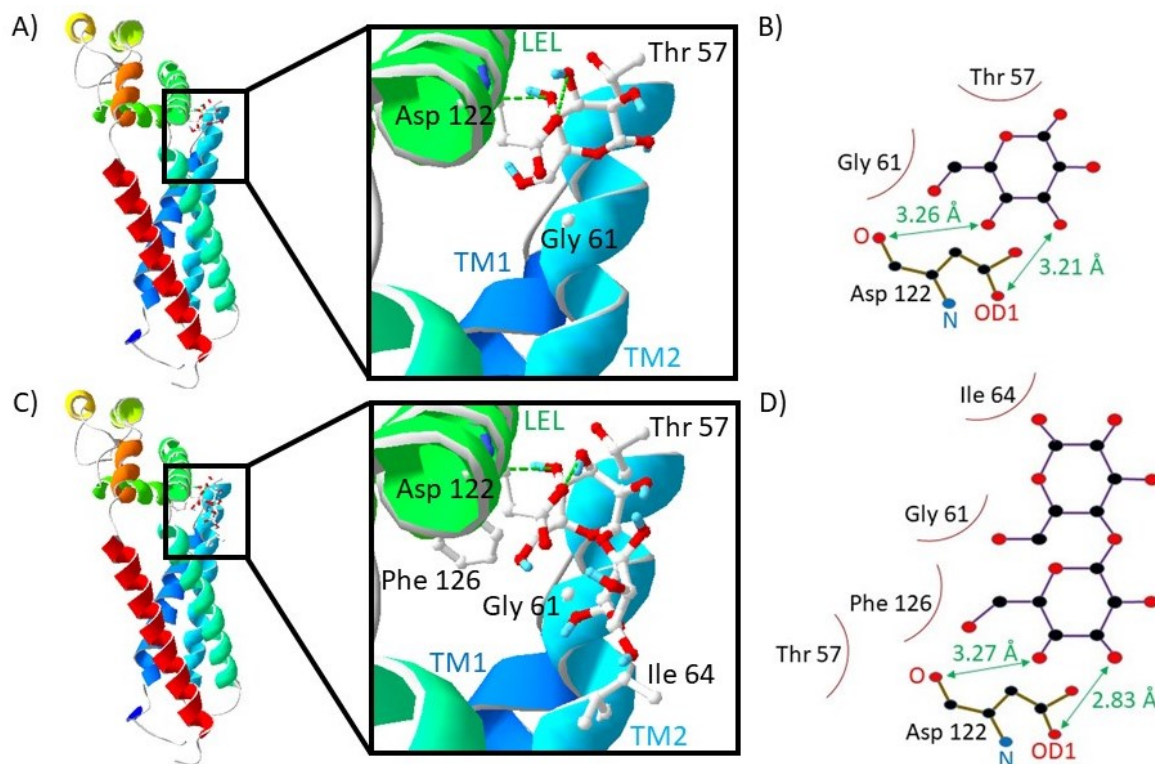 A)
LEL
Thr 57
Asp 122
Gly 61
TM1
TM2
B)
Thr 57
Gly 61
3.26 Å
O
3.21 Å
Asp 122
N
OD1
C)
LEL
Thr 57
Asp 122
Phe 126
Gly 61
TM1
Ile 64
TM2
D)
Ile 64
Gly 61
Phe 126
Thr 57
3.27 Å
O
2.83 Å
Asp 122
N
OD1